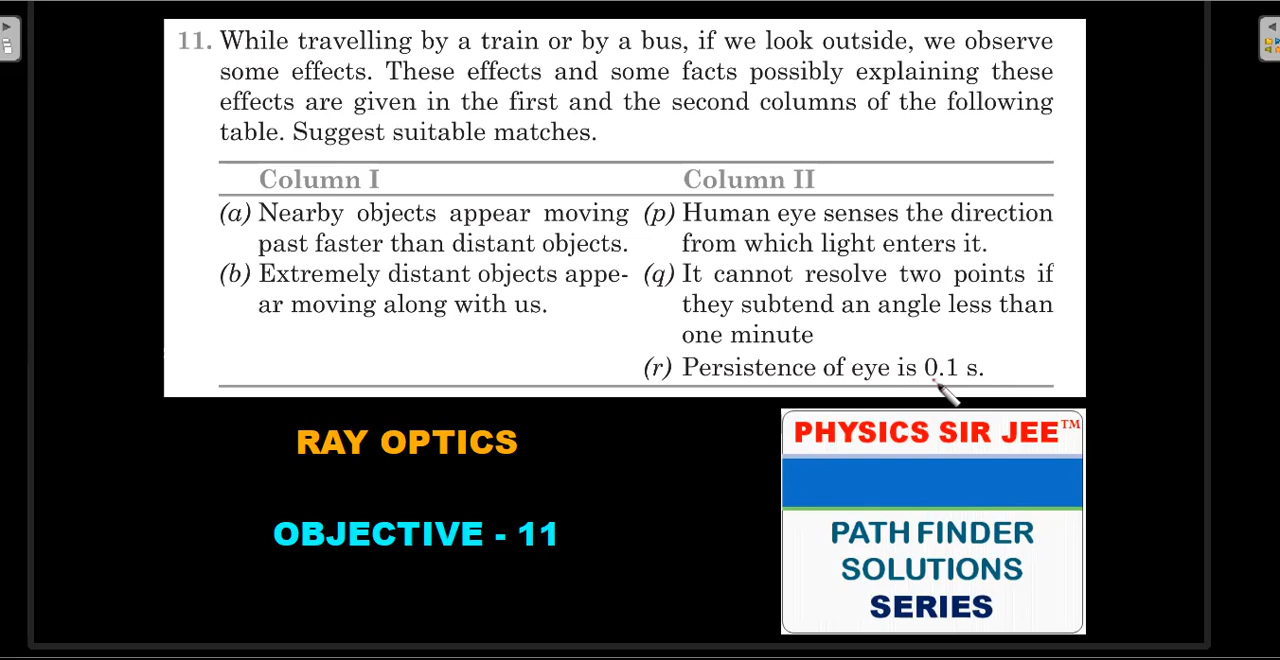 11. While travelling by a train or by a bus, if we look outside, we observe
some effects. These effects and some facts possibly explaining these
effects are given in the first and the second columns of the following
table. Suggest suitable matches.
Column I
(a) Nearby objects appear moving
past faster than distant objects.
(b) Extremely distant objects appe-
ar moving along with us.
Column II
(p) Human eye senses the direction
from which light enters it.
(q) It cannot resolve two points if
they subtend an angle less than
one minute
(r) Persistence of eye is 0.1 s.
RAY OPTICS
OBJECTIVE - 11
PHYSICS SIR JEE™
PATH FINDER
SOLUTIONS
SERIES